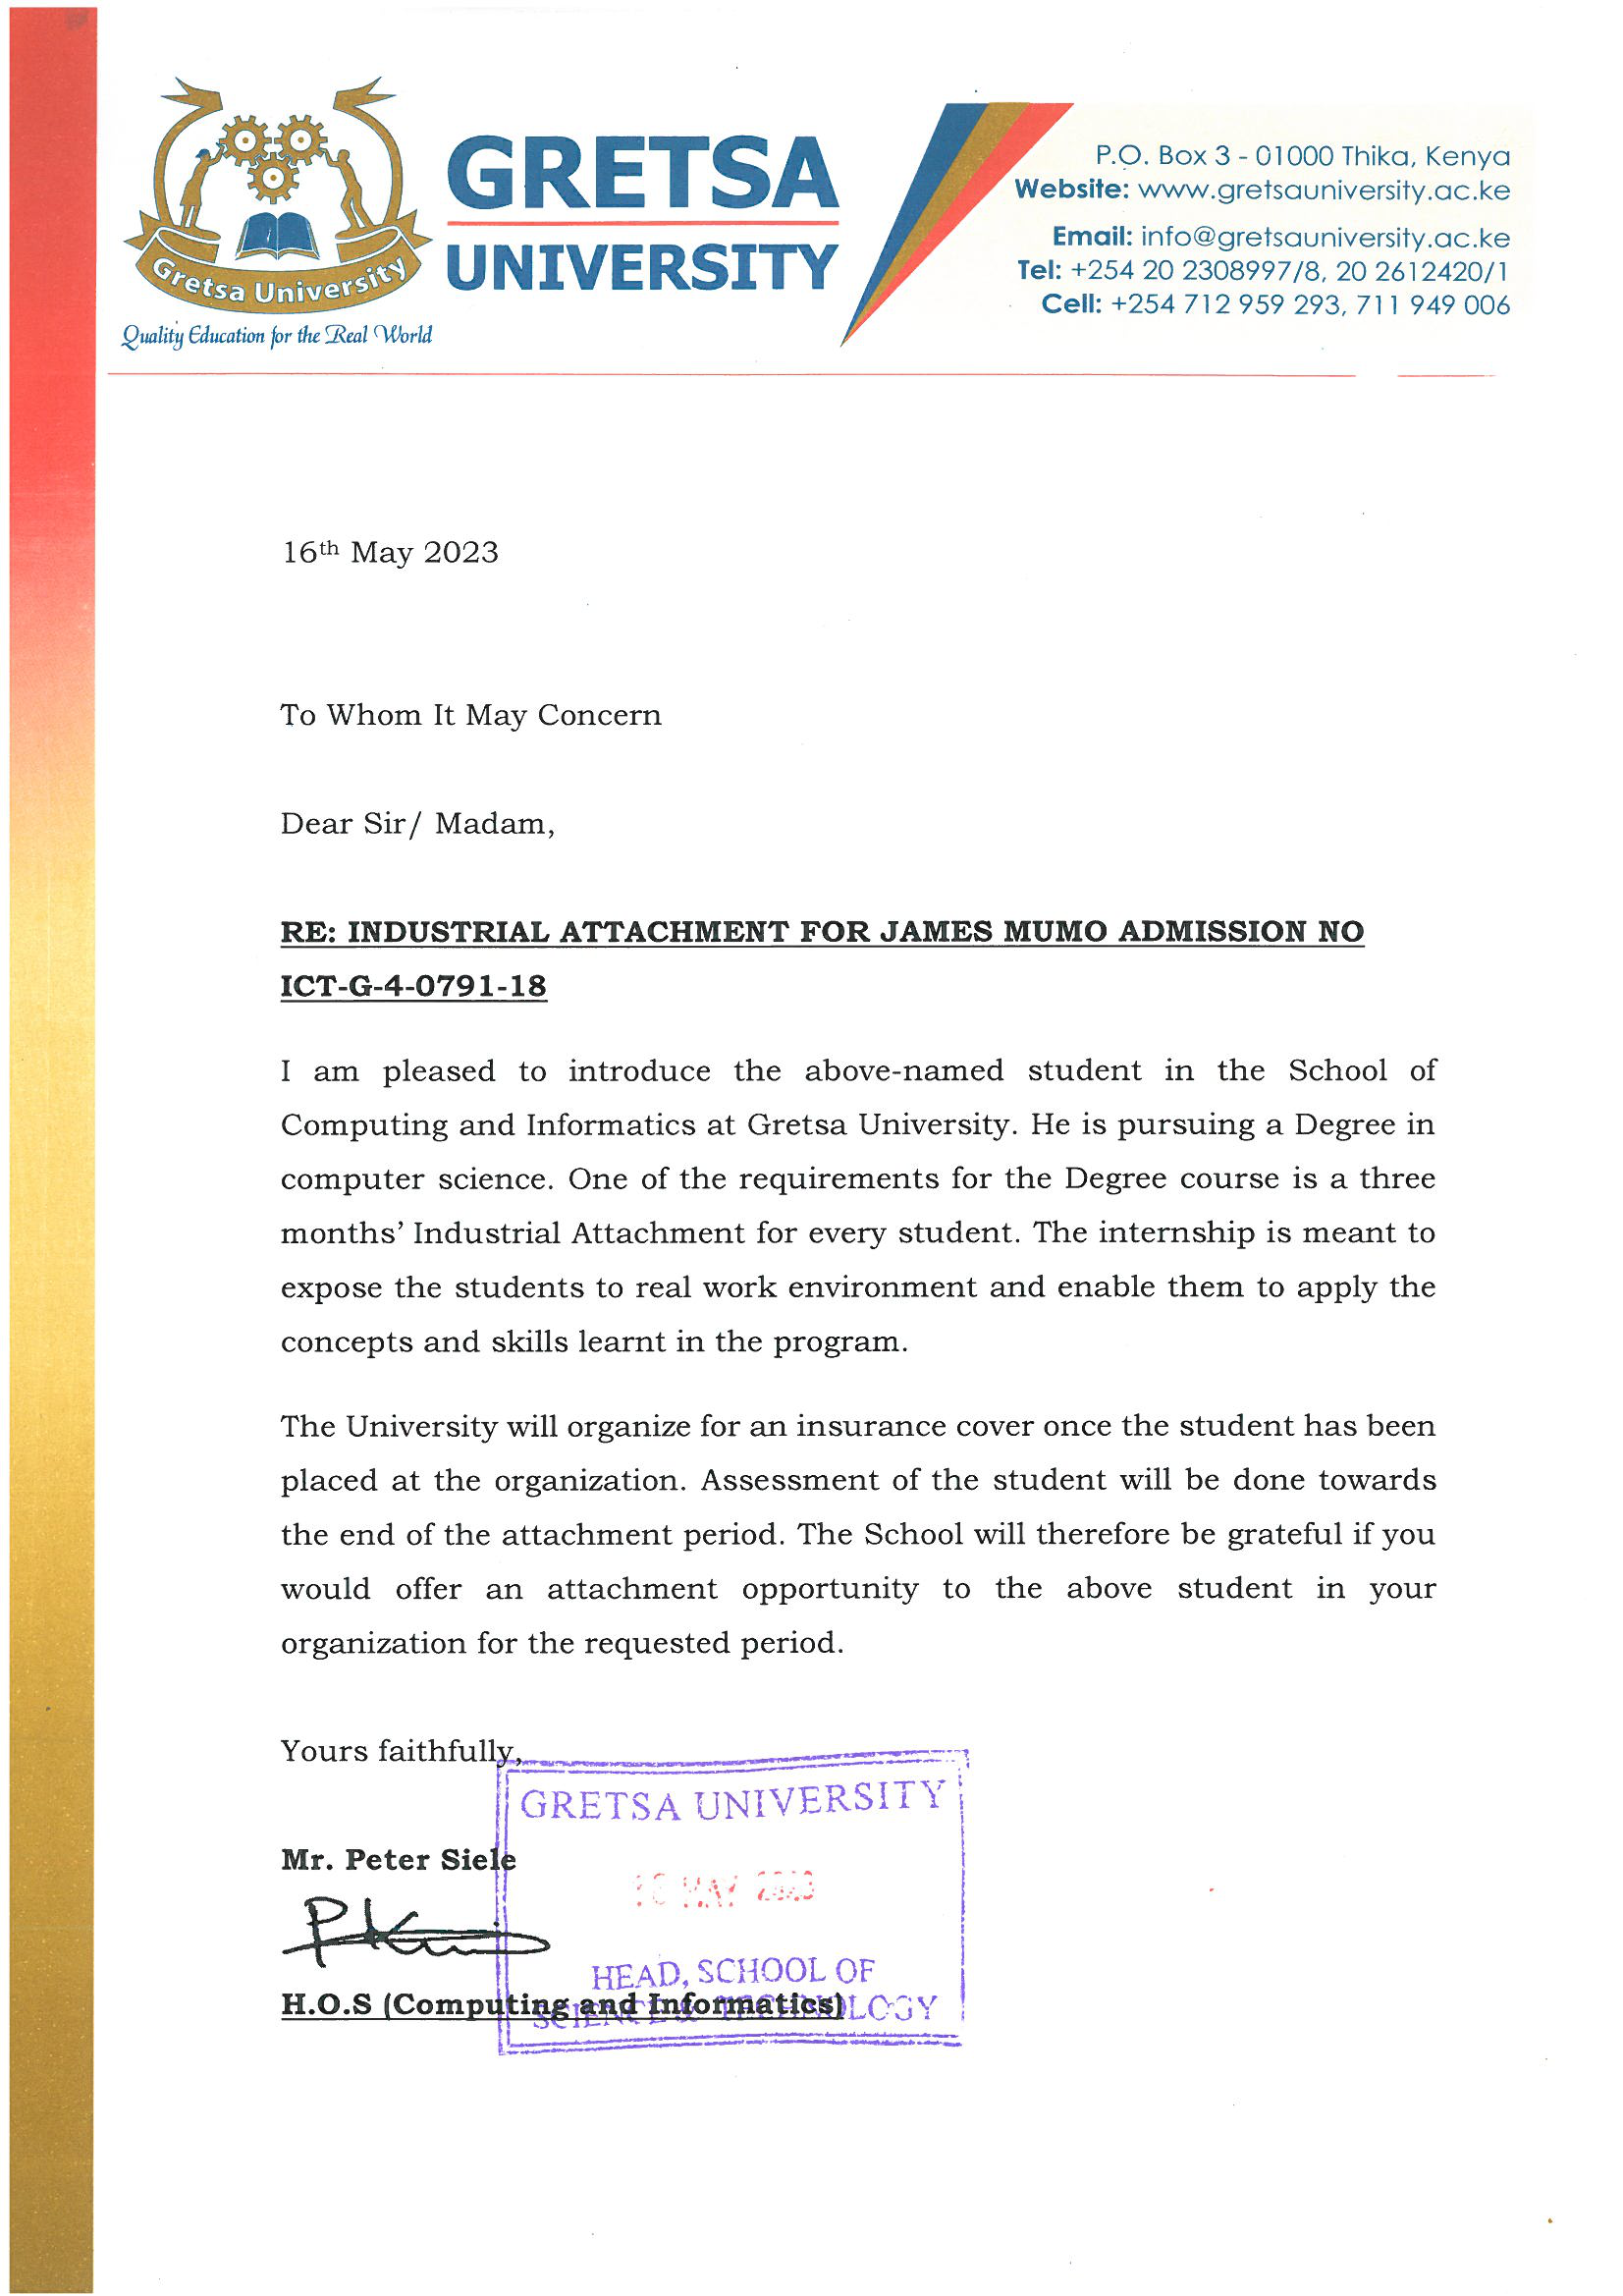 Gretsa University
Quality Education for the Real World
GRETSA
UNIVERSITY
P.O. Box 3 - 01000 Thika, Kenya
Website: www.gretsauniversity.ac.ke
Email: info@gretsauniversity.ac.ke
Tel: +254 20 2308997/8, 20 2612420/1
Cell: +254 712 959 293, 711 949 006
16th May 2023
To Whom It May Concern
Dear Sir/ Madam,
RE: INDUSTRIAL ATTACHMENT FOR JAMES MUMO ADMISSION NO
ICT-G-4-0791-18
I am pleased to introduce the above-named student in the School of
Computing and Informatics at Gretsa University. He is pursuing a Degree in
computer science. One of the requirements for the Degree course is a three
months’ Industrial Attachment for every student. The internship is meant to
expose the students to real work environment and enable them to apply the
concepts and skills learnt in the program.
The University will organize for an insurance cover once the student has been
placed at the organization. Assessment of the student will be done towards
the end of the attachment period. The School will therefore be grateful if you
would offer an attachment opportunity to the above student in your
organization for the requested period.
Yours faithfully,
GRETSA UNIVERSITY
Mr. Peter Siele
MAY 2023
HEAD, SCHOOL OF
H.O.S (Computing and Informatics)
SCIENCE & TECHNOLOGY